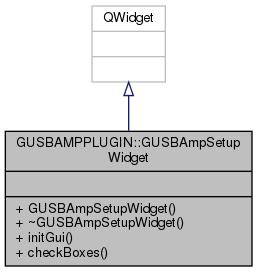 QWidget
GUSBAMPPLUGIN::GUSBAmpSetup
Widget
+ GUSBAmpSetupWidget()
+ ~GUSBAmpSetupWidget()
+ initGui()
+ checkBoxes()